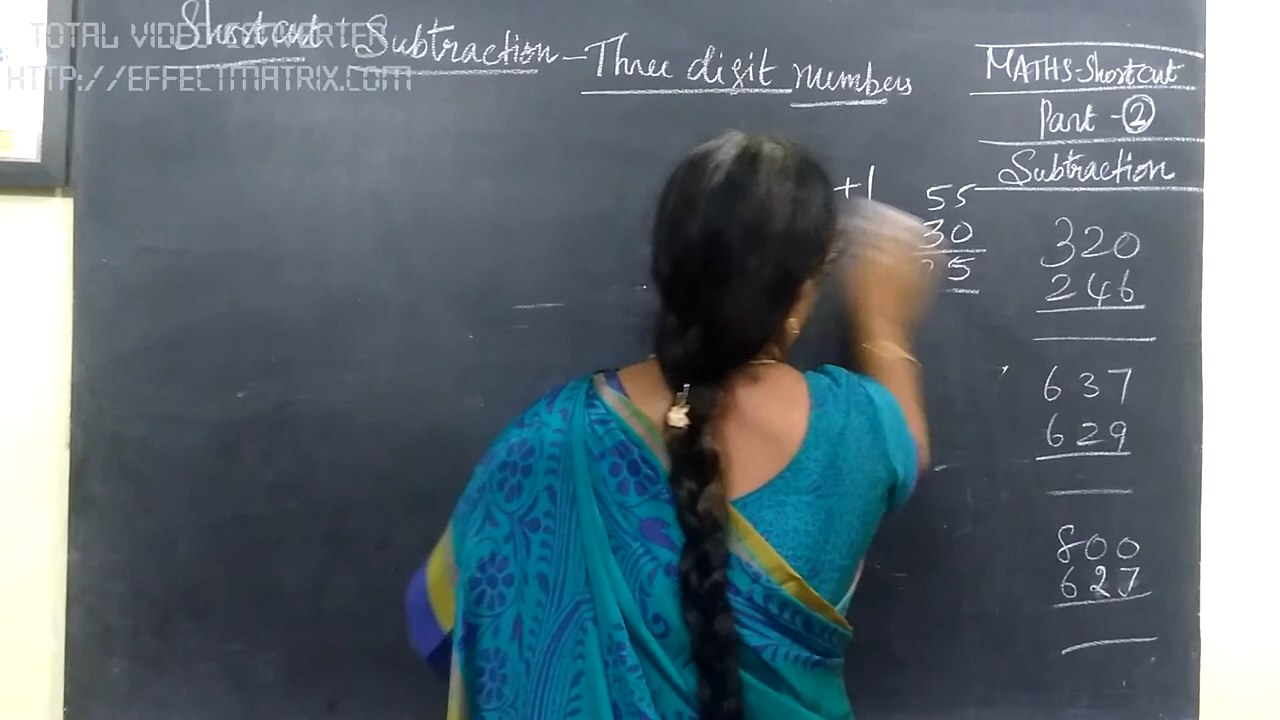 TOTAL VIDEO CONVERTER
HTTP://EFFECTMATRIX.COM
Shortcut : Subtraction - Three digit numbers
+1
55
30
25
MATHS-Shortcut
Part - 2
Subtraction
320
246
637
629
800
627